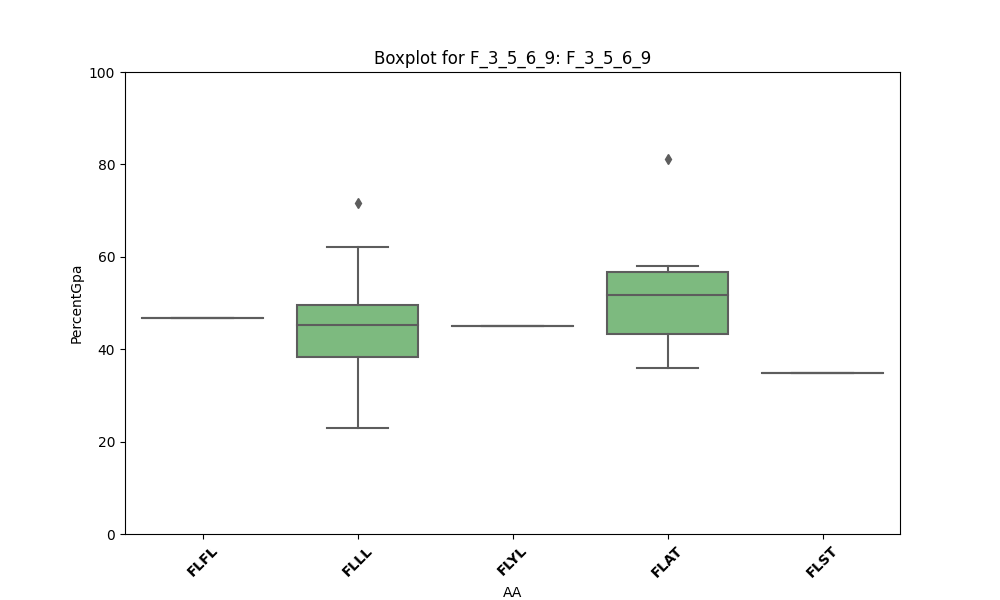 Boxplot for F_3_5_6_9: F_3_5_6_9
100
80
60
40
20
0
PercentGpa
FLFL
FLLL
FLYL
FLAT
FLST
AA